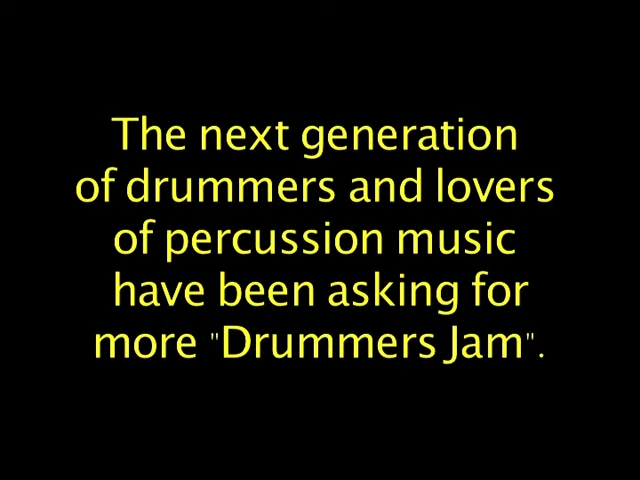 The next generation
of drummers and lovers
of percussion music
have been asking for
more "Drummers Jam".